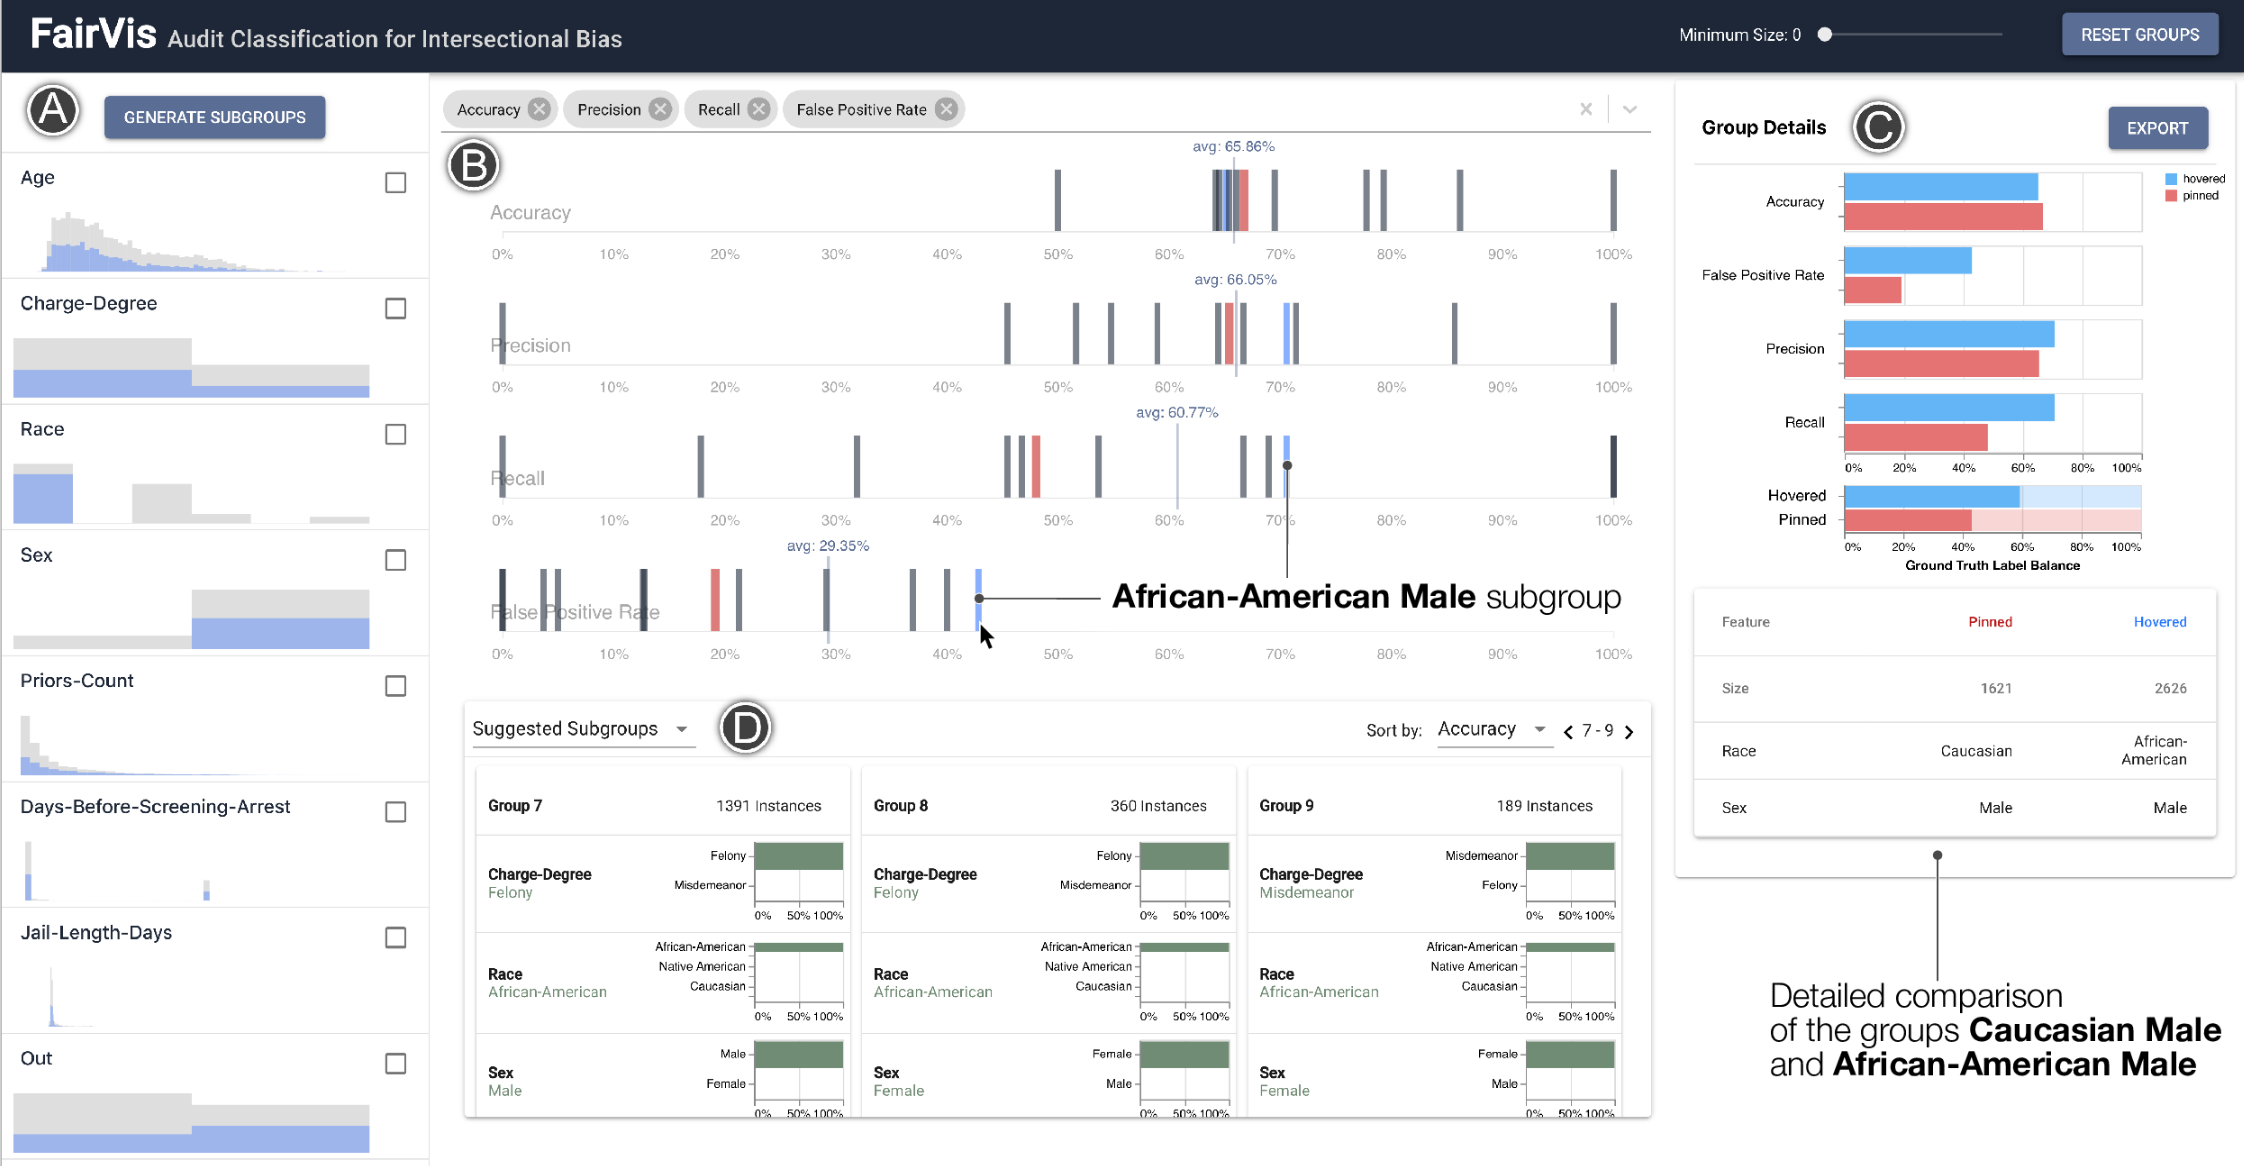 FairVis Audit Classification for Intersectional Bias
Minimum Size: 0
RESET GROUPS
A
GENERATE SUBGROUPS
Age
Charge-Degree
Race
Sex
Priors-Count
Days-Before-Screening-Arrest
Jail-Length-Days
Out
Accuracy
Precision
Recall
False Positive Rate
B
avg: 65.86%
Accuracy
0% 10% 20% 30% 40% 50% 60% 70% 80% 90% 100%
avg: 66.05%
Precision
0% 10% 20% 30% 40% 50% 60% 70% 80% 90% 100%
avg: 60.77%
Recall
0% 10% 20% 30% 40% 50% 60% 70% 80% 90% 100%
avg: 29.35%
False Positive Rate
0% 10% 20% 30% 40% 50% 60% 70% 80% 90% 100%
African-American Male subgroup
Suggested Subgroups
D
Sort by: Accuracy
7 - 9
Group 7 1391 Instances
Charge-Degree
Felony
Felony
Misdemeanor
0% 50% 100%
Race
African-American
African-American
Native American
Caucasian
0% 50% 100%
Sex
Male
Male
Female
0% 50% 100%
Group 8 360 Instances
Charge-Degree
Felony
Felony
Misdemeanor
0% 50% 100%
Race
African-American
African-American
Native American
Caucasian
0% 50% 100%
Sex
Female
Female
Male
0% 50% 100%
Group 9 189 Instances
Charge-Degree
Misdemeanor
Misdemeanor
Felony
0% 50% 100%
Race
African-American
African-American
Native American
Caucasian
0% 50% 100%
Sex
Female
Female
Male
0% 50% 100%
Group Details
C
EXPORT
hovered
pinned
Accuracy
False Positive Rate
Precision
Recall
0% 20% 40% 60% 80% 100%
Hovered
Pinned
0% 20% 40% 60% 80% 100%
Ground Truth Label Balance
Feature Pinned Hovered
Size 1621 2626
Race Caucasian African-
American
Sex Male Male
Detailed comparison
of the groups Caucasian Male
and African-American Male